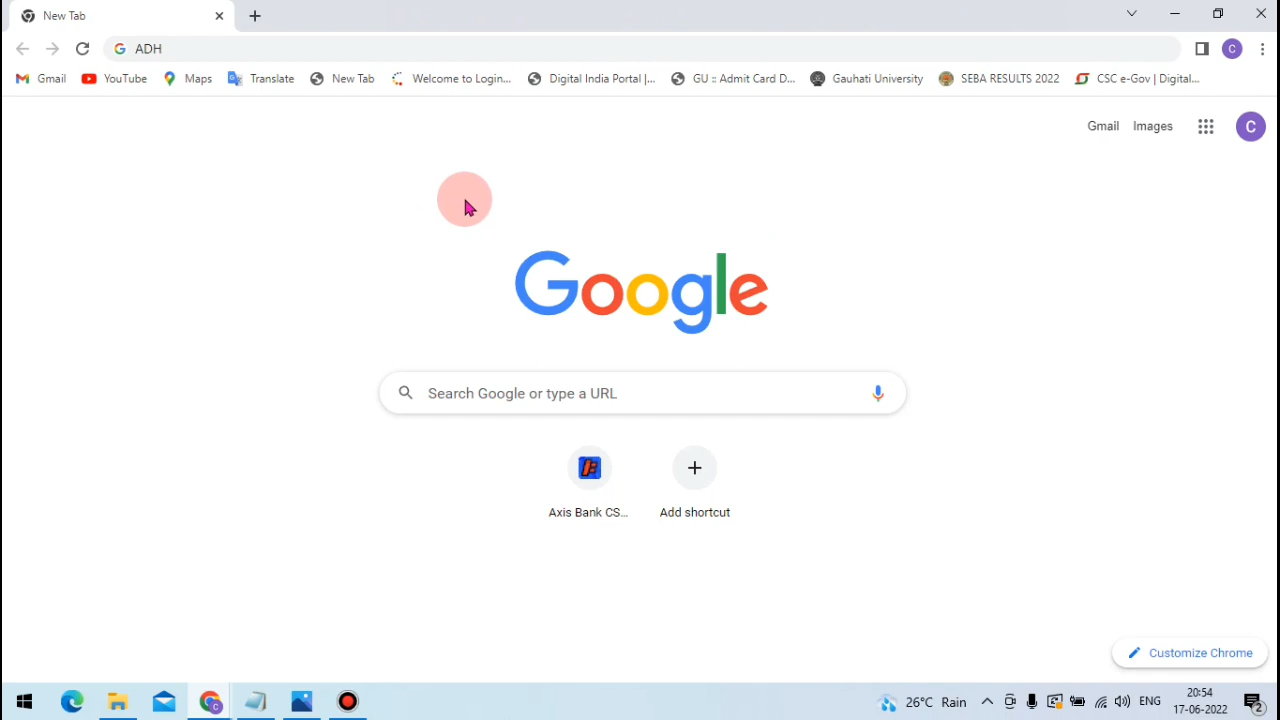 New Tab
ADH
Gmail YouTube Maps Translate New Tab Welcome to Login... Digital India Portal |... GU :: Admit Card D... Gauhati University SEBA RESULTS 2022 CSC e-Gov | Digital...
C
Gmail Images C
Google
Search Google or type a URL
Axis Bank CS... Add shortcut
Customize Chrome
26°C Rain ENG 20:54
17-06-2022
2